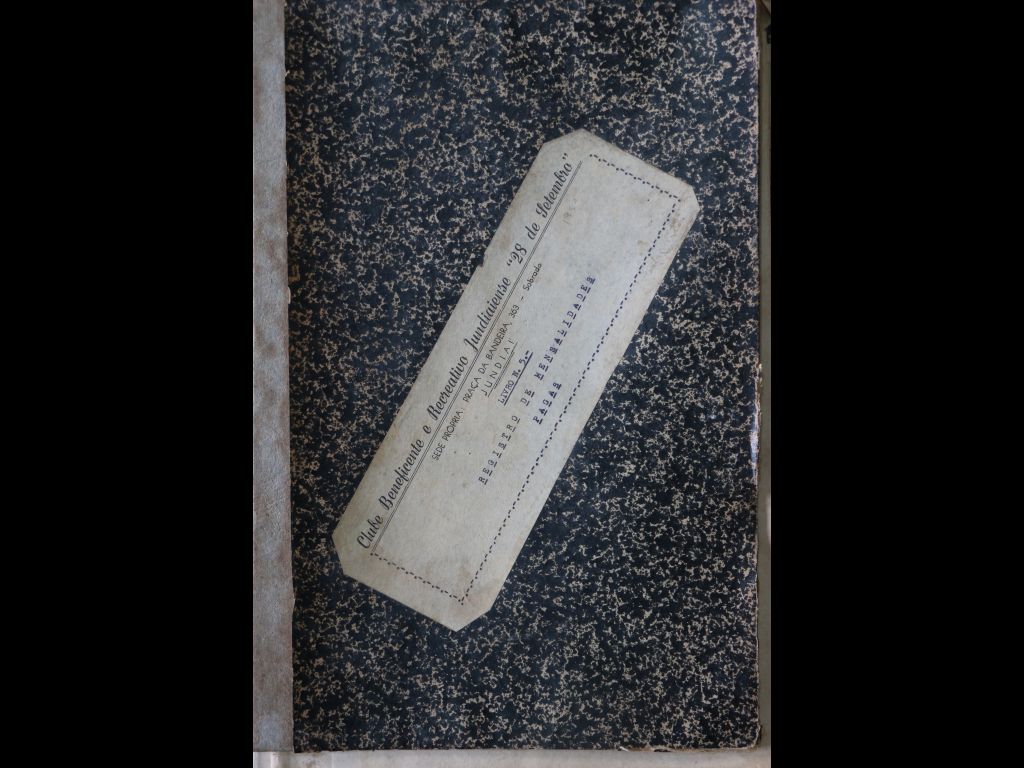 Clube Beneficente e Recreativo Jundiaiense "28 de Setembro"
SEDE PROPRIA: PRAÇA DA BANDEIRA, 363 - Sobrado
JUNDIAI
LIVRO N. 5.-
REGISTRO DE MENSALIDADES
PAGAS